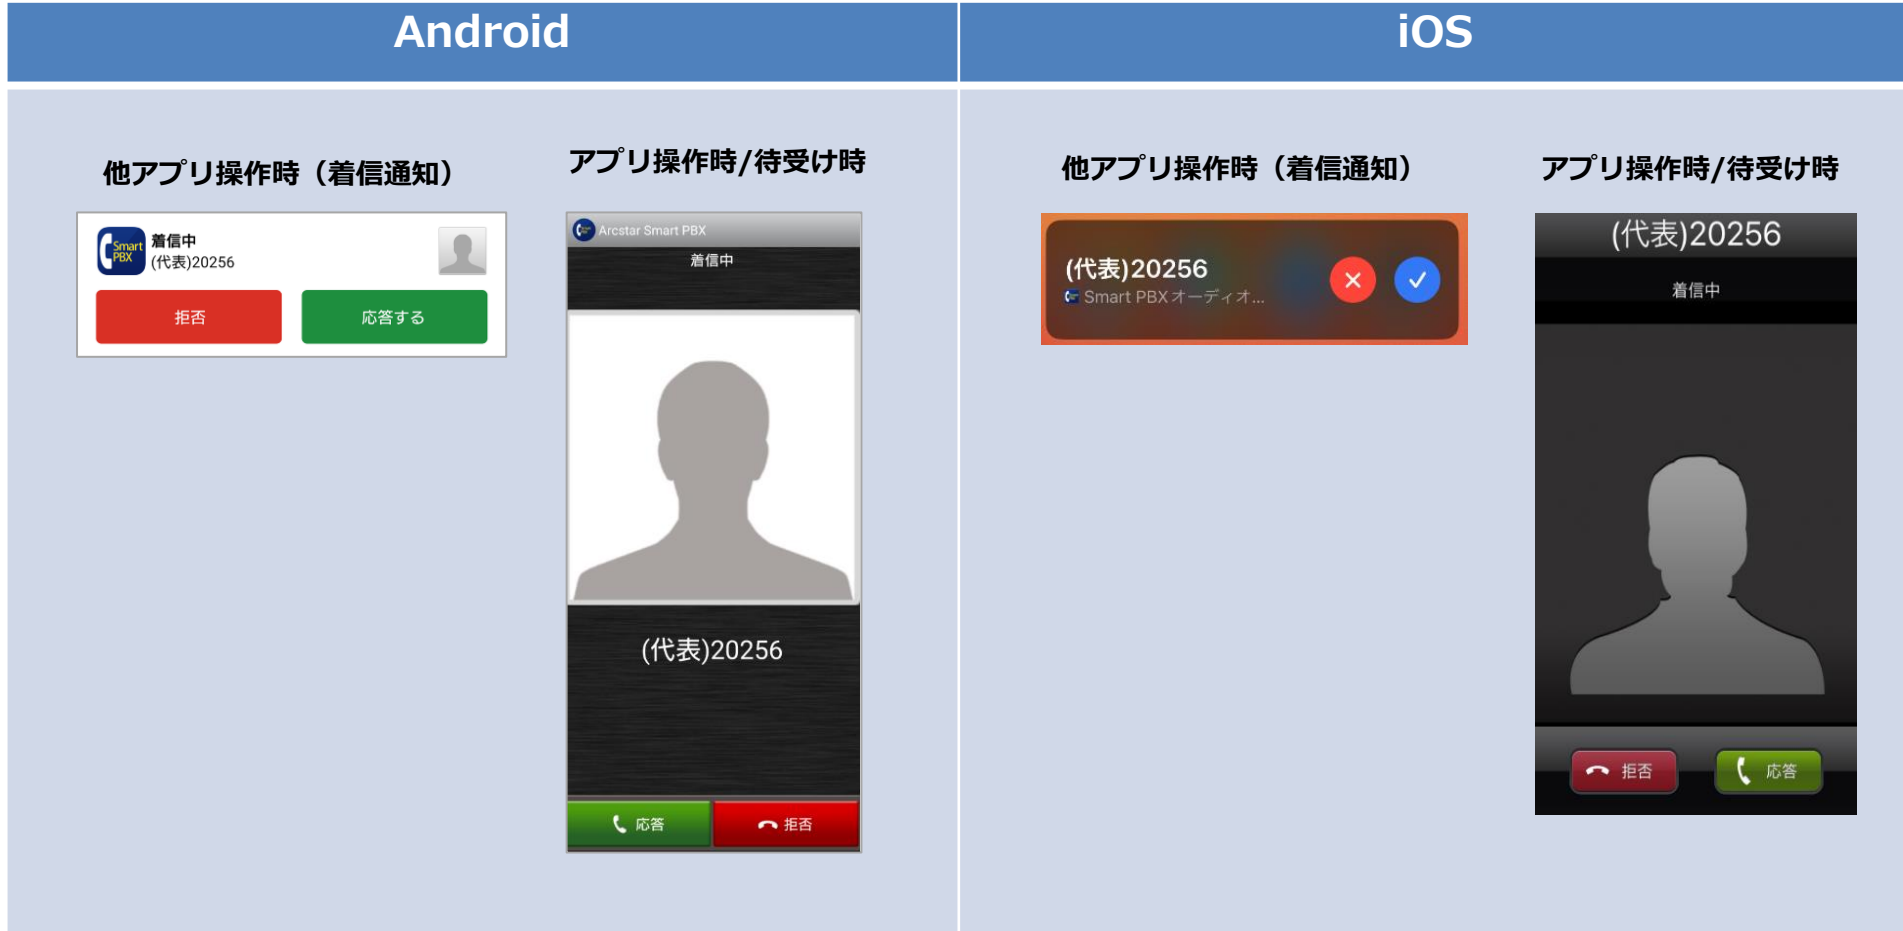 Android
iOS
他アプリ操作時（着信通知）
アプリ操作時/待受け時
Smart
PBX
着信中
(代表)20256
拒否
応答する
Arcstar Smart PBX
着信中
(代表)20256
応答
拒否
他アプリ操作時（着信通知）
アプリ操作時/待受け時
(代表)20256
Smart PBXオーディオ...
(代表)20256
着信中
拒否
応答